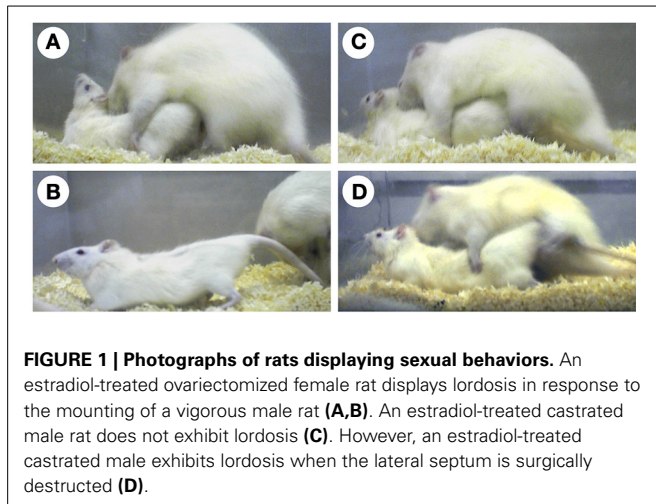 A
C
B
D
FIGURE 1 | Photographs of rats displaying sexual behaviors. An
estradiol-treated ovariectomized female rat displays lordosis in response to
the mounting of a vigorous male rat (A,B). An estradiol-treated castrated
male rat does not exhibit lordosis (C). However, an estradiol-treated
castrated male exhibits lordosis when the lateral septum is surgically
destructed (D).